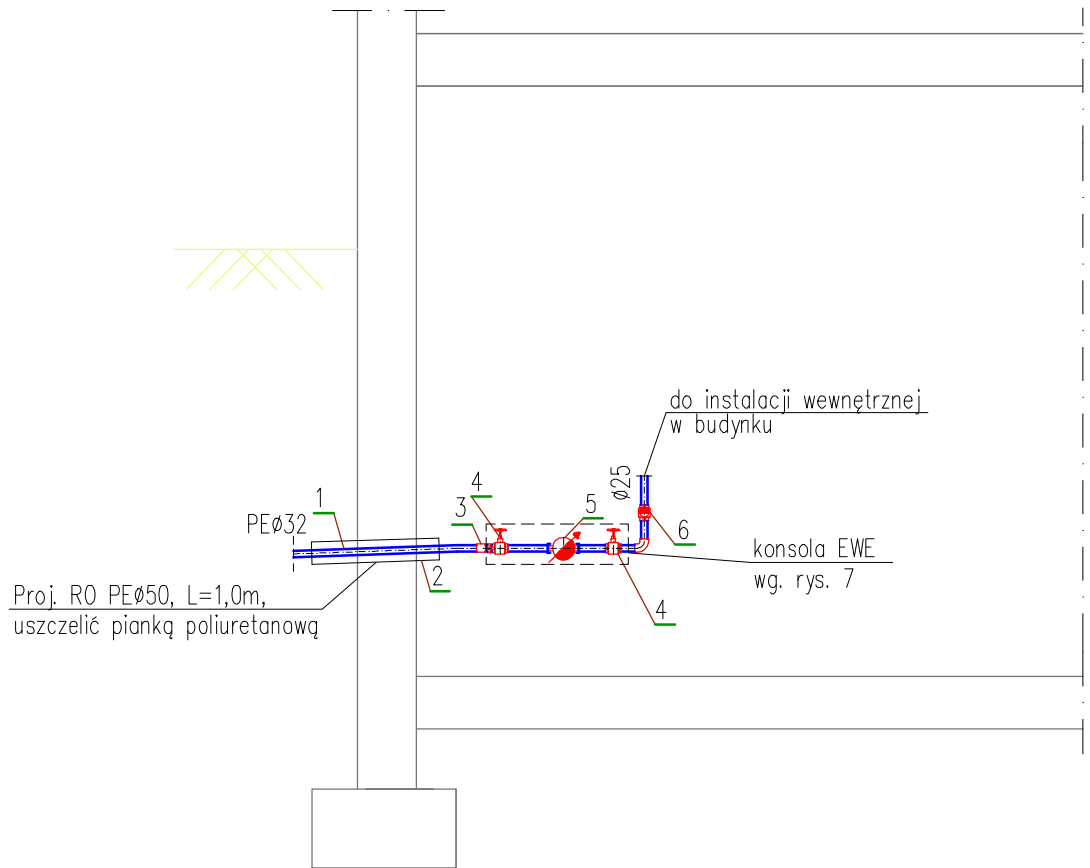 do instalacji wewnętrznej
w budynku
4
ø25
5
1
3
PEø32
6
konsola EWE
wg. rys. 7
2
Proj. RO PEø50, L=1,0m,
uszczelić pianką poliuretanową
4